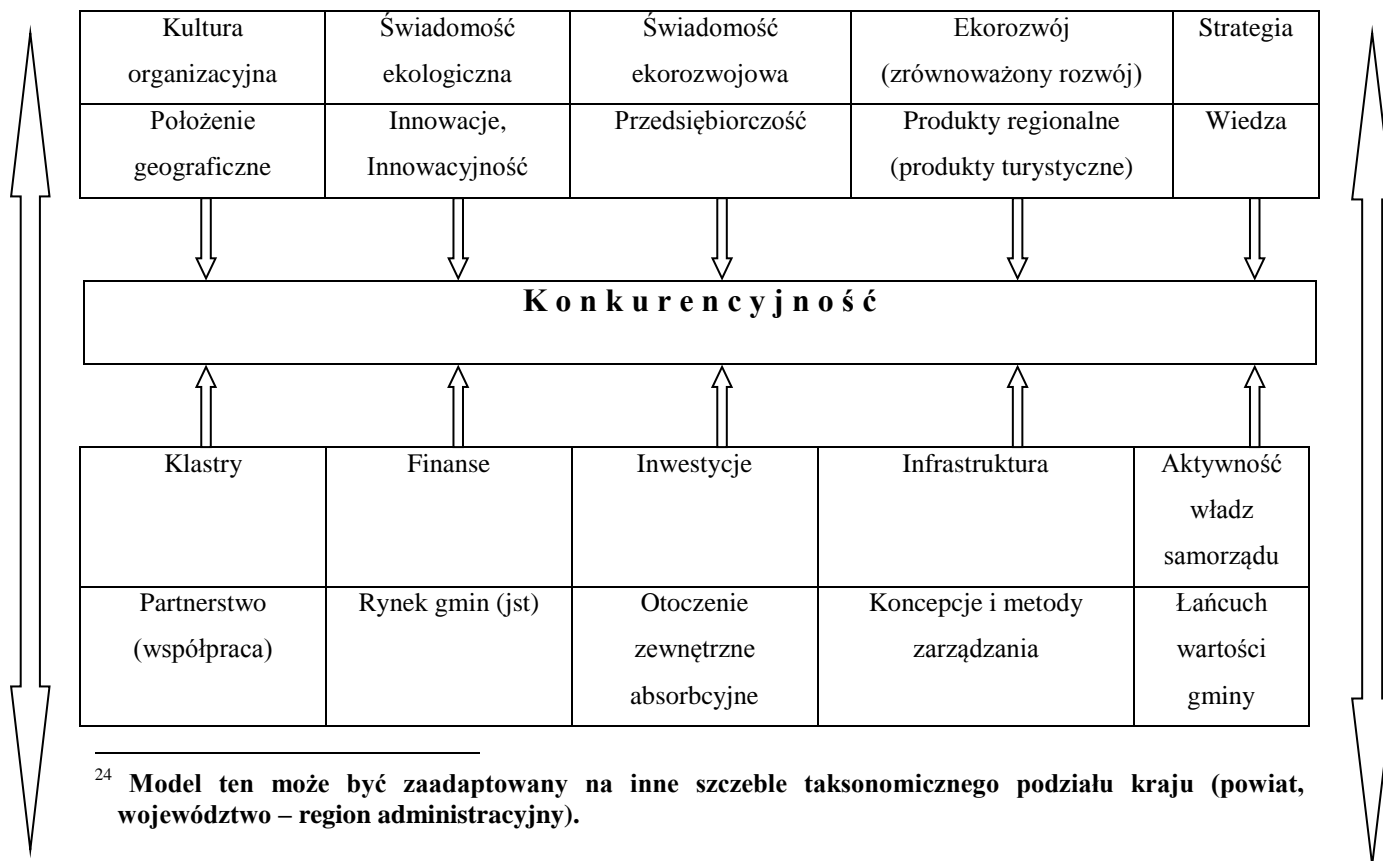 Kultura
organizacyjna
Świadomość
ekologiczna
Świadomość
ekorozwojowa
Ekorozwój
(zrównoważony rozwój)
Strategia
Położenie
geograficzne
Innowacje,
Innowacyjność
Przedsiębiorczość
Produkty regionalne
(produkty turystyczne)
Wiedza
K o n k u r e n c y j n o ś ć
Klastry
Finanse
Inwestycje
Infrastruktura
Aktywność
władz
samorządu
Partnerstwo
(współpraca)
Rynek gmin (jst)
Otoczenie
zewnętrzne
absorbcyjne
Koncepcje i metody
zarządzania
Łańcuch
wartości
gminy
24 Model ten może być zaadaptowany na inne szczeble taksonomicznego podziału kraju (powiat,
województwo – region administracyjny).